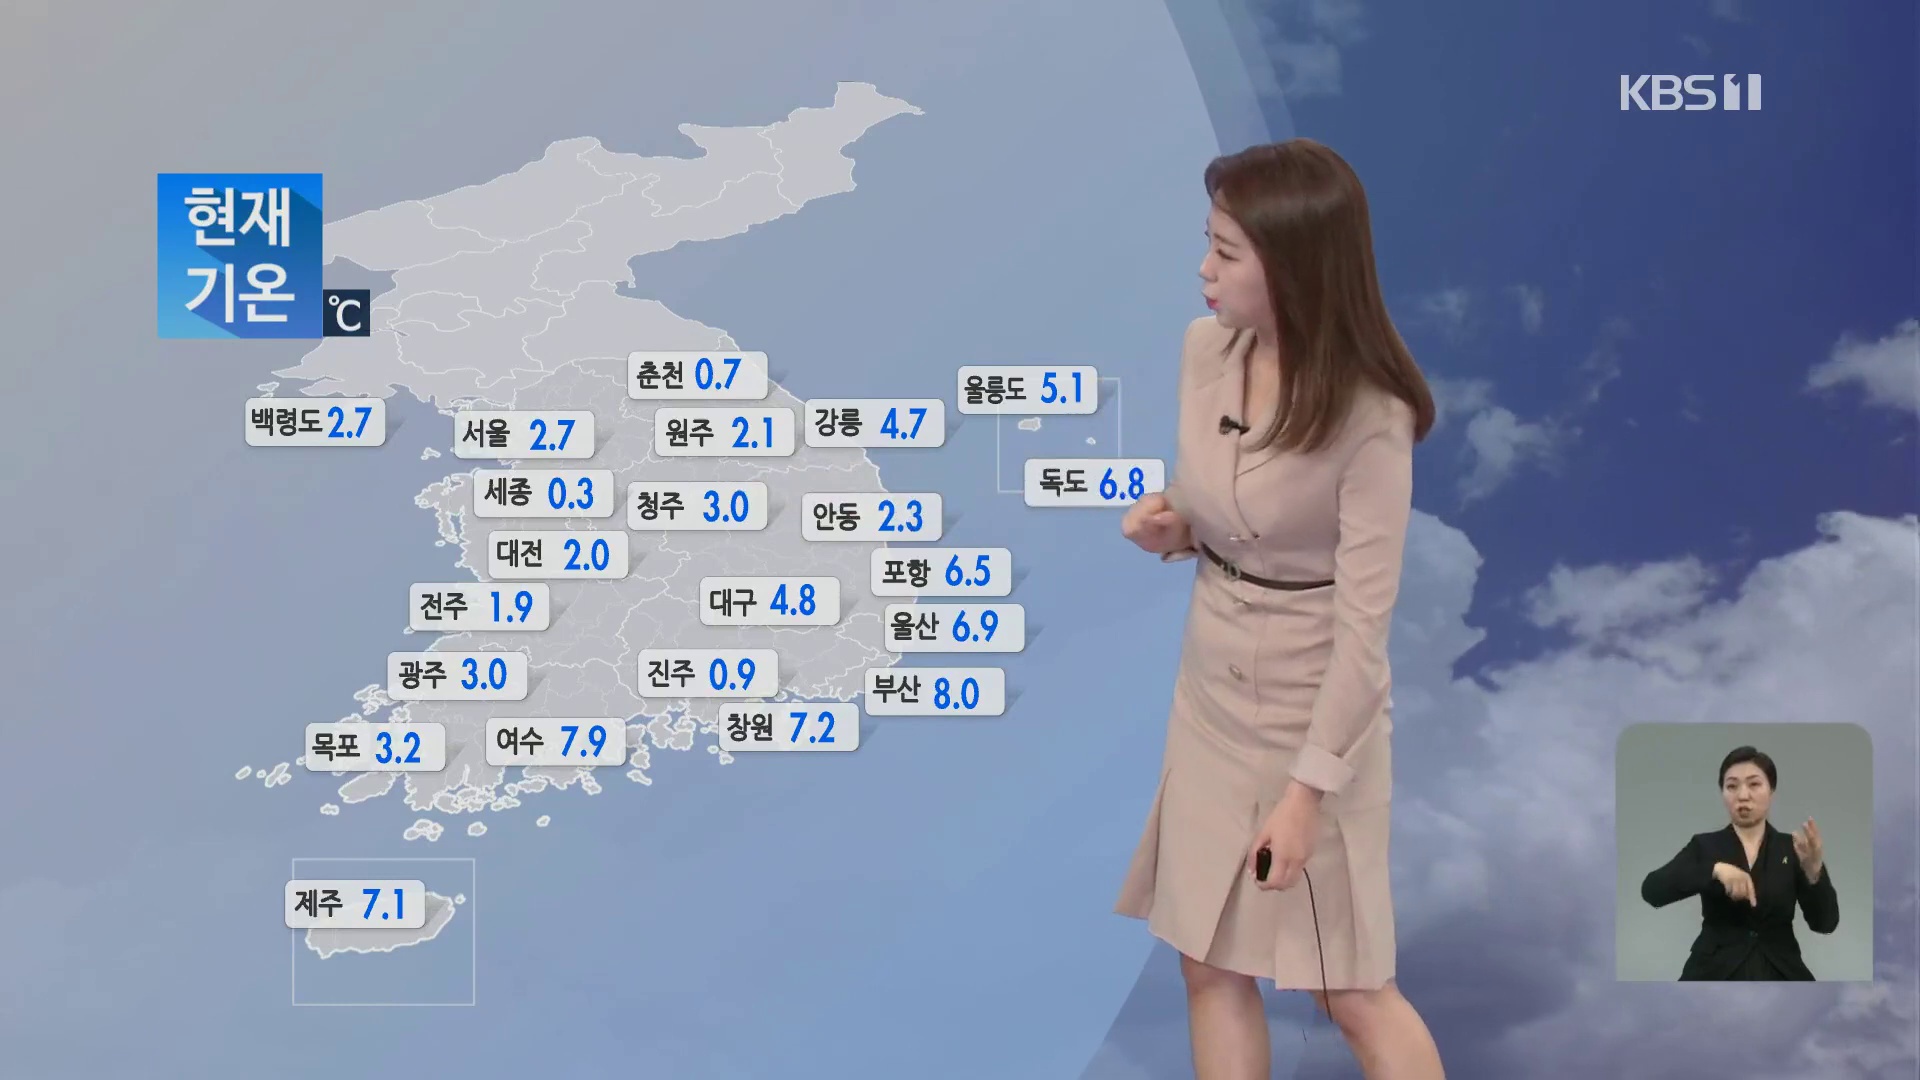 KBS 1
현재
기온
℃
춘천 0.7
울릉도 5.1
백령도 2.7
서울 2.7
원주 2.1
강릉 4.7
독도 6.8
세종 0.3
청주 3.0
안동 2.3
대전 2.0
포항 6.5
전주 1.9
대구 4.8
울산 6.9
광주 3.0
진주 0.9
부산 8.0
목포 3.2
여수 7.9
창원 7.2
제주 7.1